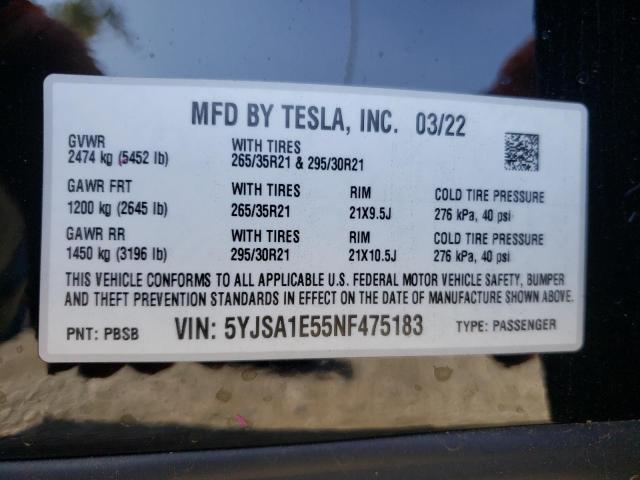 MFD BY TESLA, INC. 03/22
GVWR WITH TIRES
2474 kg (5452 lb) 265/35R21 & 295/30R21
GAWR FRT WITH TIRES RIM COLD TIRE PRESSURE
1200 kg (2645 lb) 265/35R21 21X9.5J 276 kPa, 40 psi
GAWR RR WITH TIRES RIM COLD TIRE PRESSURE
1450 kg (3196 lb) 295/30R21 21X10.5J 276 kPa, 40 psi
THIS VEHICLE CONFORMS TO ALL APPLICABLE U.S. FEDERAL MOTOR VEHICLE SAFETY, BUMPER
AND THEFT PREVENTION STANDARDS IN EFFECT ON THE DATE OF MANUFACTURE SHOWN ABOVE.
PNT: PBSB VIN: 5YJSA1E55NF475183 TYPE: PASSENGER